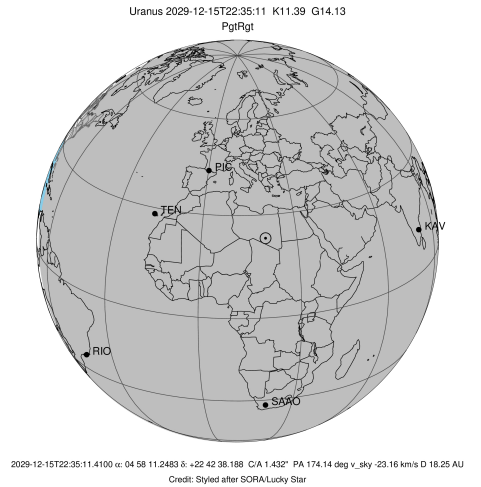 Uranus 2029-12-15T22:35:11 K11.39 G14.13
PgtRgt
PIC
TEN
KAV
RIO
SAAO
2029-12-15T22:35:11.4100 α: 04 58 11.2483 δ: +22 42 38.188 C/A 1.432" PA 174.14 deg v_sky -23.16 km/s D 18.25 AU
Credit: Styled after SORA/Lucky Star